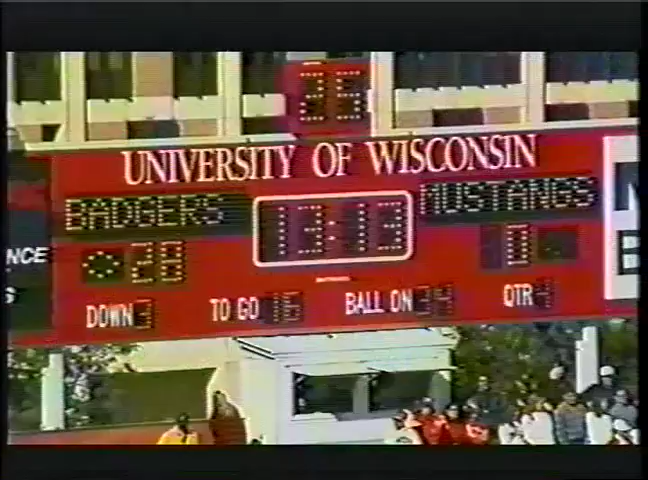 25
UNIVERSITY OF WISCONSIN
BADGERS 13:13 MUSTANGS
28 0
DOWN 3 TO GO 16 BALL ON 34 QTR 4
NCE
S